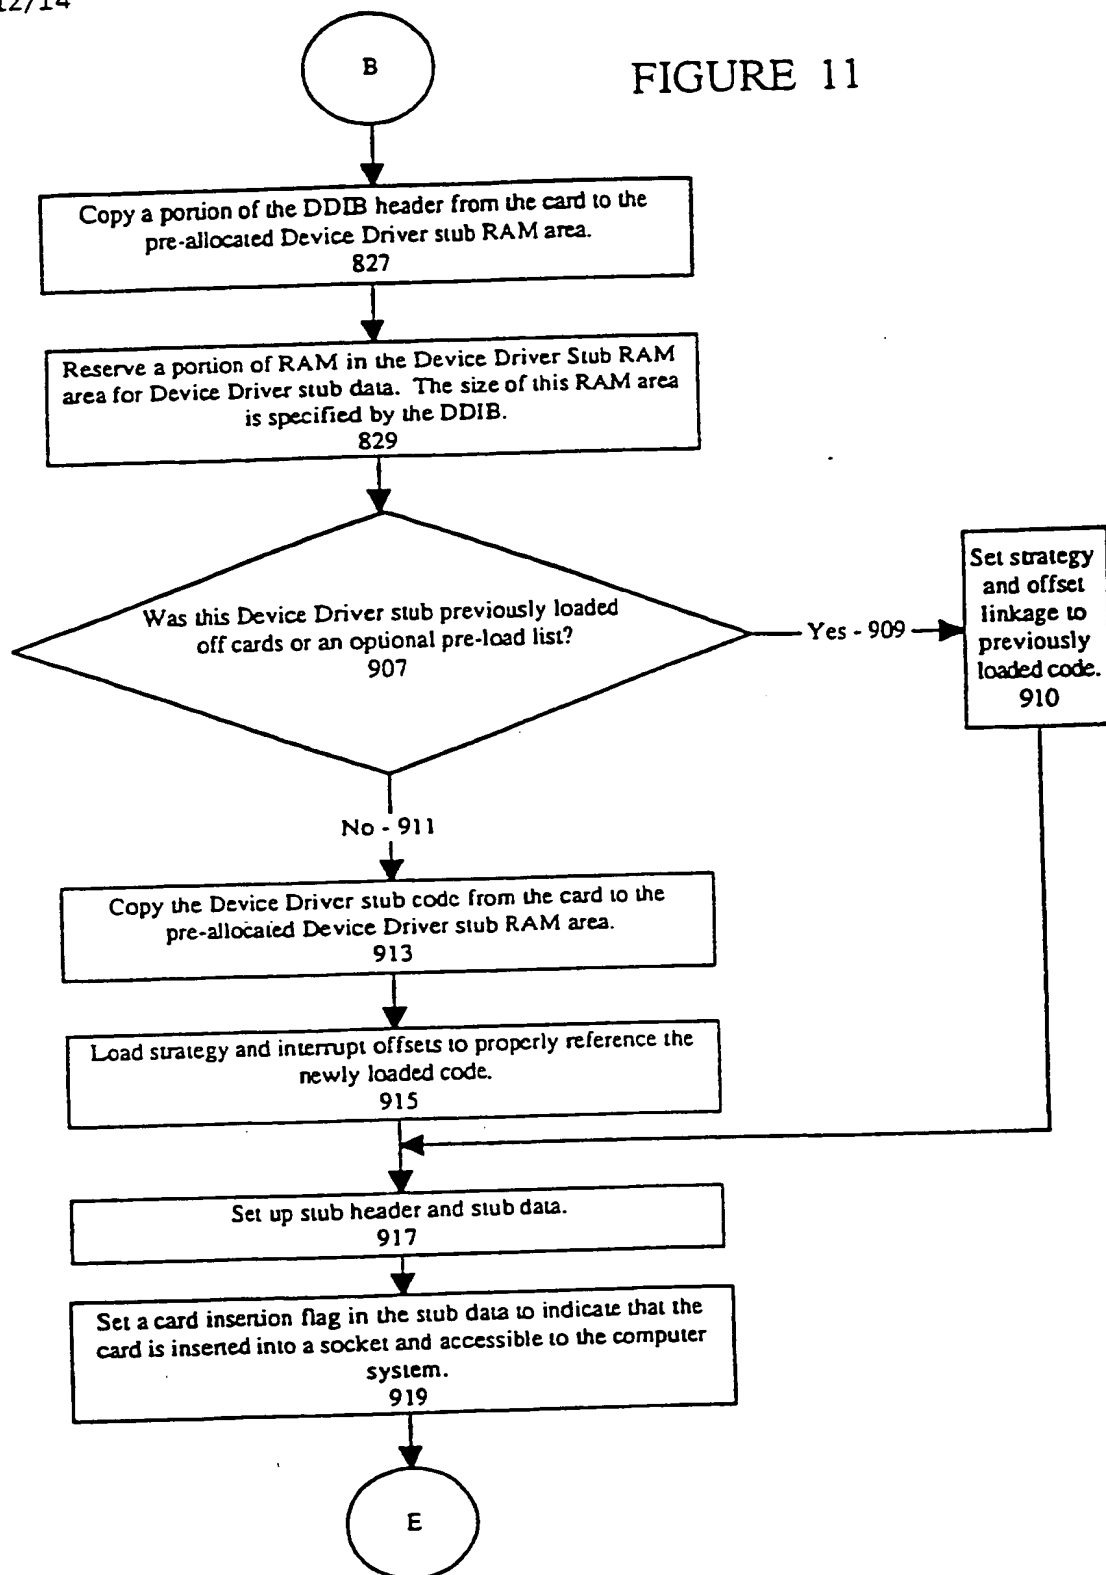 12/14
B
FIGURE 11
Copy a portion of the DDIB header from the card to the
pre-allocated Device Driver stub RAM area.
827
Reserve a portion of RAM in the Device Driver Stub RAM
area for Device Driver stub data. The size of this RAM area
is specified by the DDIB.
829
Was this Device Driver stub previously loaded
off cards or an optional pre-load list?
907
Yes - 909
Set strategy
and offset
linkage to
previously
loaded code.
910
No - 911
Copy the Device Driver stub code from the card to the
pre-allocated Device Driver stub RAM area.
913
Load strategy and interrupt offsets to properly reference the
newly loaded code.
915
Set up stub header and stub data.
917
Set a card insertion flag in the stub data to indicate that the
card is inserted into a socket and accessible to the computer
system.
919
E